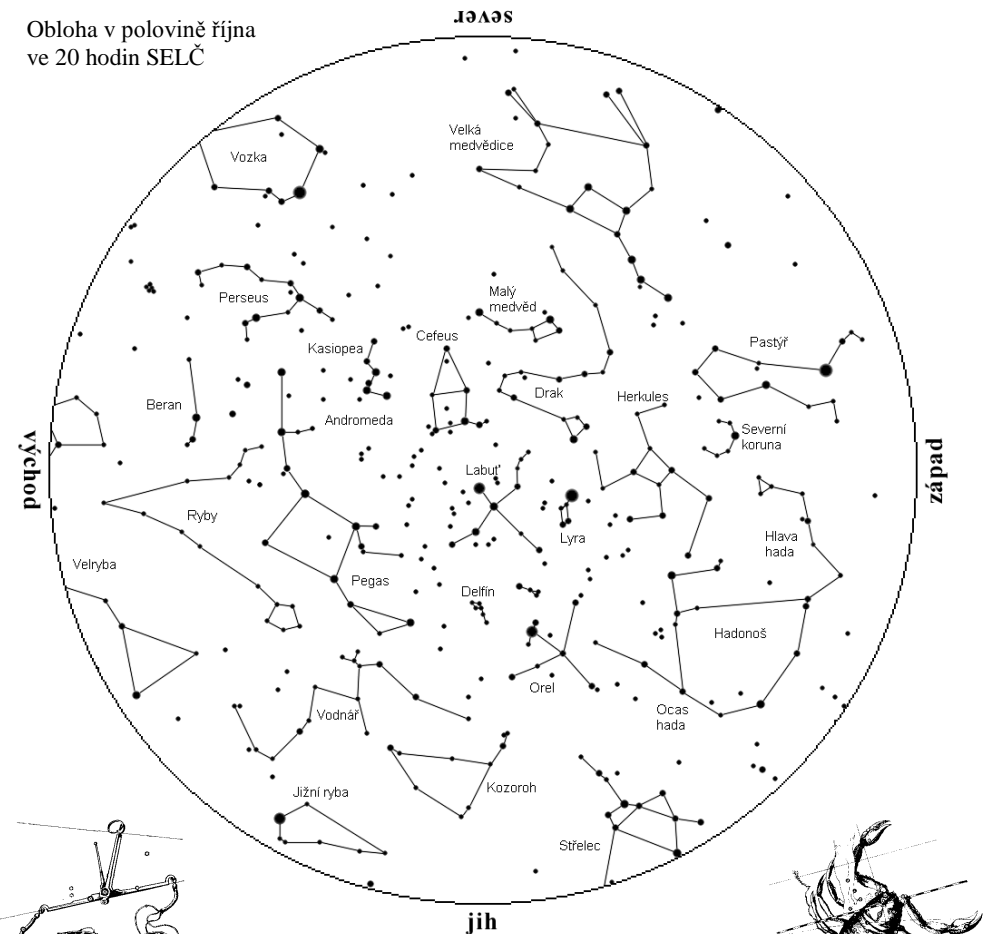 Obloha v polovině října
ve 20 hodin SELČ
sever
Velká
medvědice
Vozka
Perseus
Malý
medvěd
Kasiopea
Cefeus
Pastýř
Beran
Andromeda
Drak
Herkules
Severní
koruna
východ
západ
Labuť
Ryby
Lyra
Hlava
hada
Velryba
Pegas
Delfín
Hadonoš
Orel
Vodnář
Ocas
hada
Kozoroh
Jižní ryba
Střelec
jih